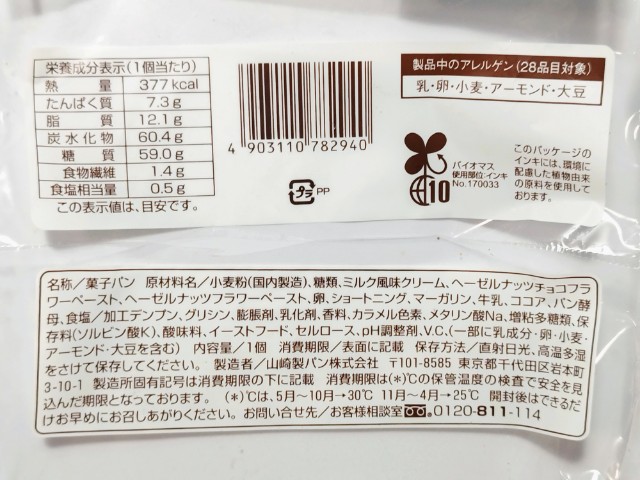 栄養成分表示(1個当たり)
熱量 377kcal
たんぱく質 7.3g
脂質 12.1g
炭水化物 60.4g
糖質 59.0g
食物繊維 1.4g
食塩相当量 0.5g
この表示値は、目安です。
4 903110 782940
プラ PP
製品中のアレルゲン(28品目対象)
乳・卵・小麦・アーモンド・大豆
10
バイオマス
使用部位:インキ
No.170033
このパッケージの
インキには、環境に
配慮した植物由来
の原料を使用して
おります。
名称/菓子パン 原材料名/小麦粉(国内製造)、糖類、ミルク風味クリーム、ヘーゼルナッツチョコフラ
ワーペースト、ヘーゼルナッツフラワーペースト、卵、ショートニング、マーガリン、牛乳、ココア、パン酵
母、食塩/加工デンプン、グリシン、膨脹剤、乳化剤、香料、カラメル色素、メタリン酸Na、増粘多糖類、保
存料(ソルビン酸K)、酸味料、イーストフード、セルロース、pH調整剤、V.C、(一部に乳成分・卵・小麦・
アーモンド・大豆を含む) 内容量/1個 消費期限/表面に記載 保存方法/直射日光、高温多湿
をさけて保存してください。 製造者/山崎製パン株会社 〒101-8585 東京都千代田区岩本町
3-10-1 製造所固有記号は消費期限の下に記載 消費期限は(*)℃の保管温度の検査で安全を見
込んだ期限となっております。 (*)℃は、5月~10月→30℃ 11月~4月→25℃ 開封後はできるだ
けお早めにお召しあがりください。 お問い合せ先/お客様相談室 0120-811-114